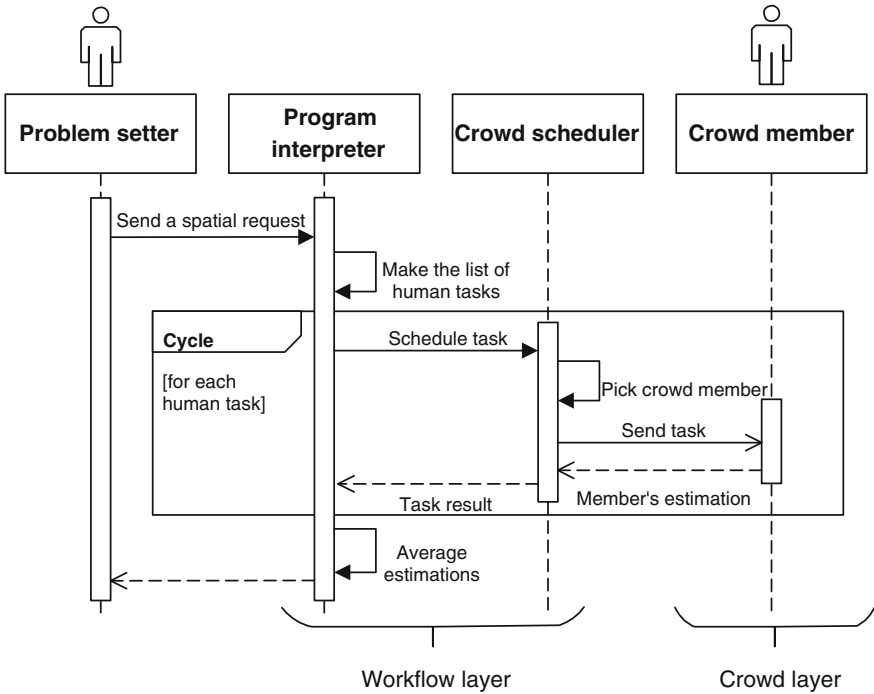 Problem setter
Program
interpreter
Crowd scheduler
Crowd member
Send a spatial request
Make the list of
human tasks
Cycle
Schedule task
[for each
human task]
Pick crowd member
Send task
Member's estimation
Task result
Average
estimations
Workflow layer
Crowd layer